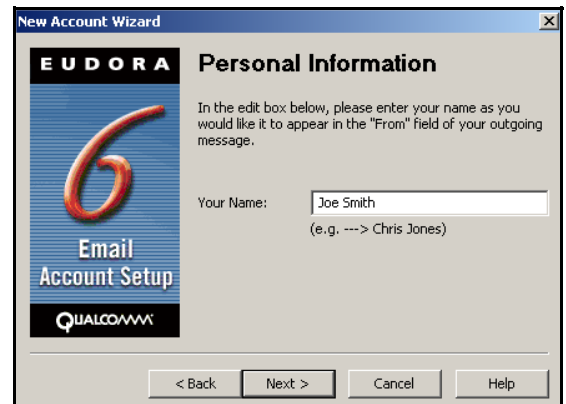 New Account Wizard
EUDORA
6
Email
Account Setup
QUALCOMM
Personal Information
In the edit box below, please enter your name as you
would like it to appear in the "From" field of your outgoing
message.
Your Name: Joe Smith
(e.g. ---> Chris Jones)
< Back Next > Cancel Help